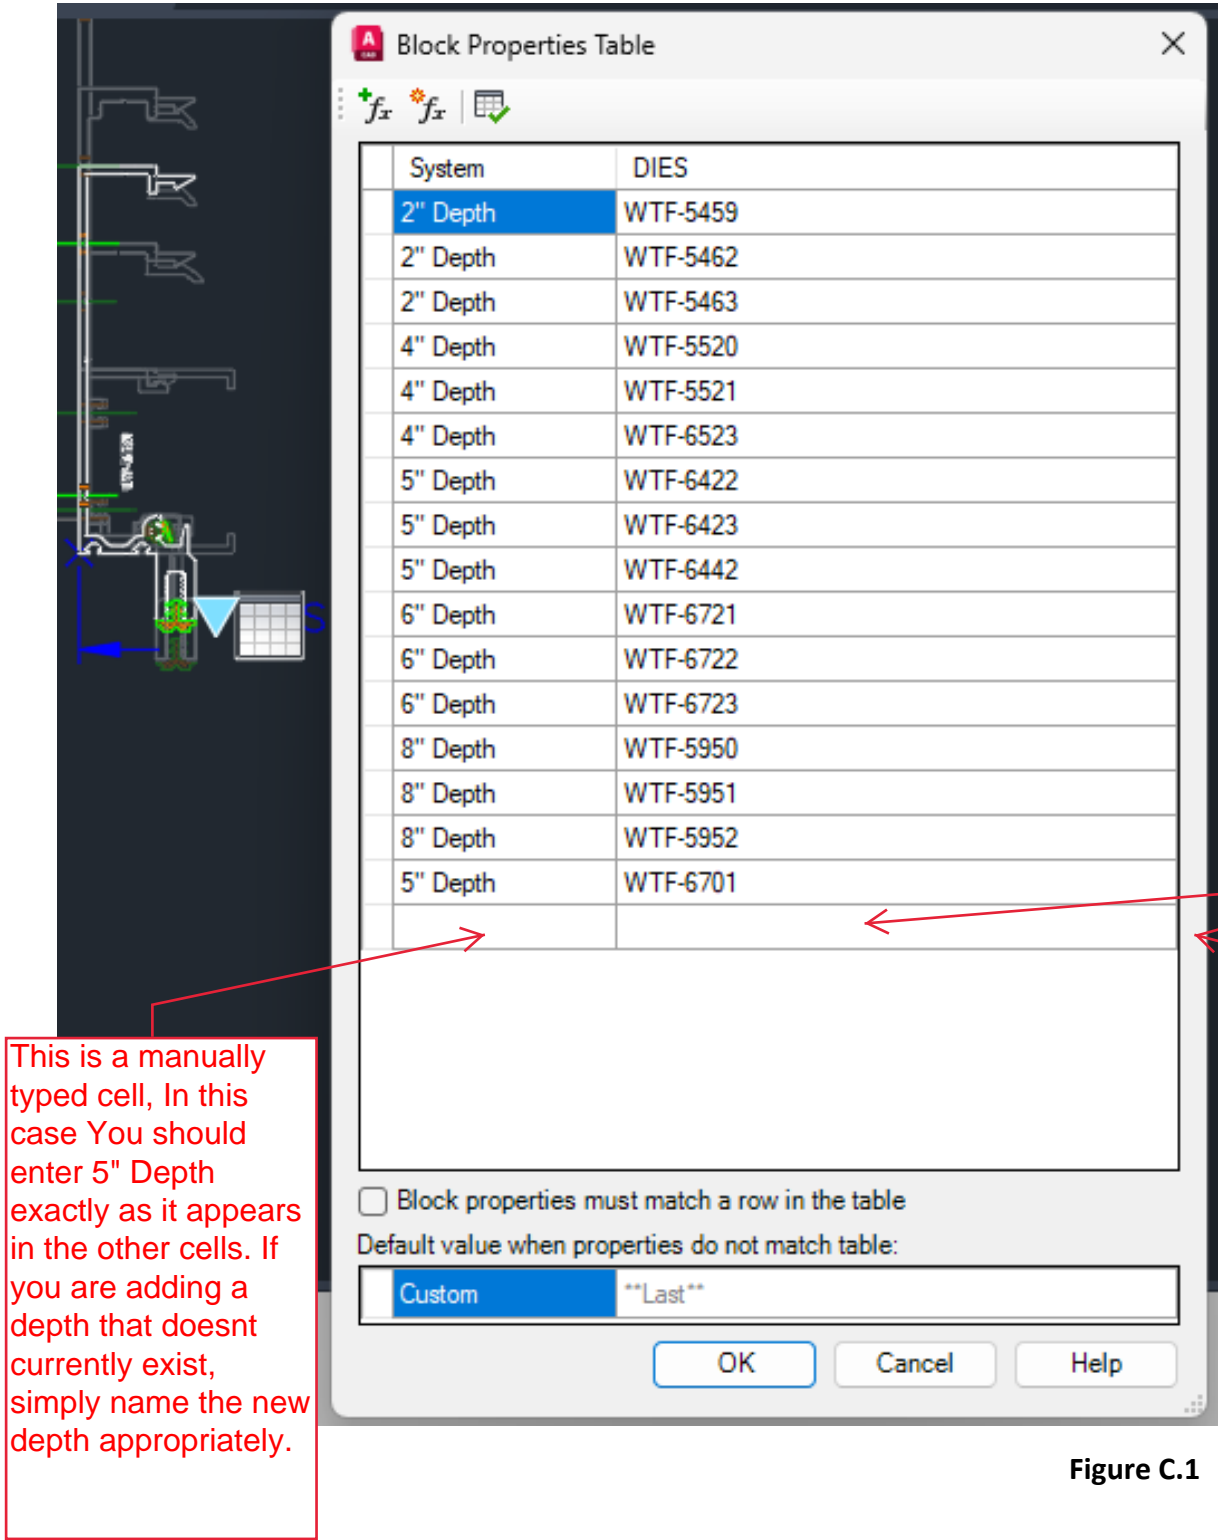 Block Properties Table
System DIES
2" Depth WTF-5459
2" Depth WTF-5462
2" Depth WTF-5463
4" Depth WTF-5520
4" Depth WTF-5521
4" Depth WTF-6523
5" Depth WTF-6422
5" Depth WTF-6423
5" Depth WTF-6442
6" Depth WTF-6721
6" Depth WTF-6722
6" Depth WTF-6723
8" Depth WTF-5950
8" Depth WTF-5951
8" Depth WTF-5952
5" Depth WTF-6701
Block properties must match a row in the table
Default value when properties do not match table:
Custom **Last**
OK Cancel Help
This is a manually
typed cell, In this
case You should
enter 5" Depth
exactly as it appears
in the other cells. If
you are adding a
depth that doesnt
currently exist,
simply name the new
depth appropriately.
Figure C.1